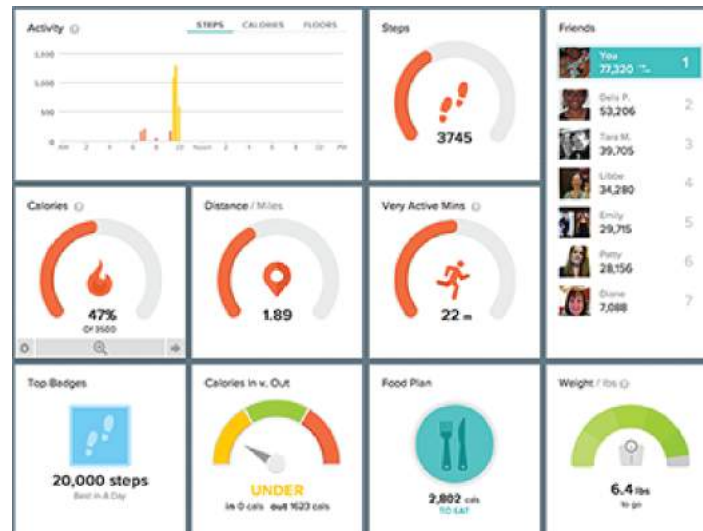 Activity
STEPS CALORIES FLOORS
1,500
1,000
500
0
2 4 6 8 10 Noon 2 4 6 8 10 PM
Steps
3745
Friends
You
77,320
1
Dels P.
53,206
2
Tara M.
39,705
3
Libbe
34,280
4
Emily
29,715
5
Patty
28,156
6
Diane
7,088
7
Calories
47%
Of 3500
Distance / Miles
1.89
Very Active Mins
22 m
Top Badges
20,000 steps
Best in A Day
Calories In v. Out
UNDER
in 0 cals out 1623 cals
Food Plan
2,802 cals
TO EAT
Weight / lbs
6.4 lbs
to go